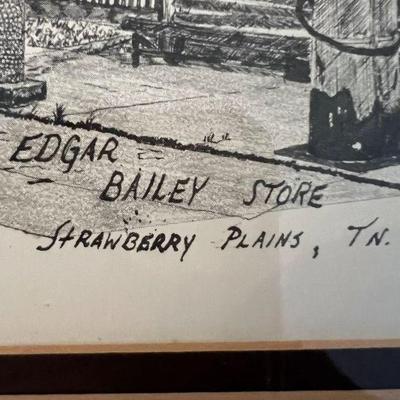 EDGAR
BAILEY STORE
STRAWBERRY PLAINS, TN.